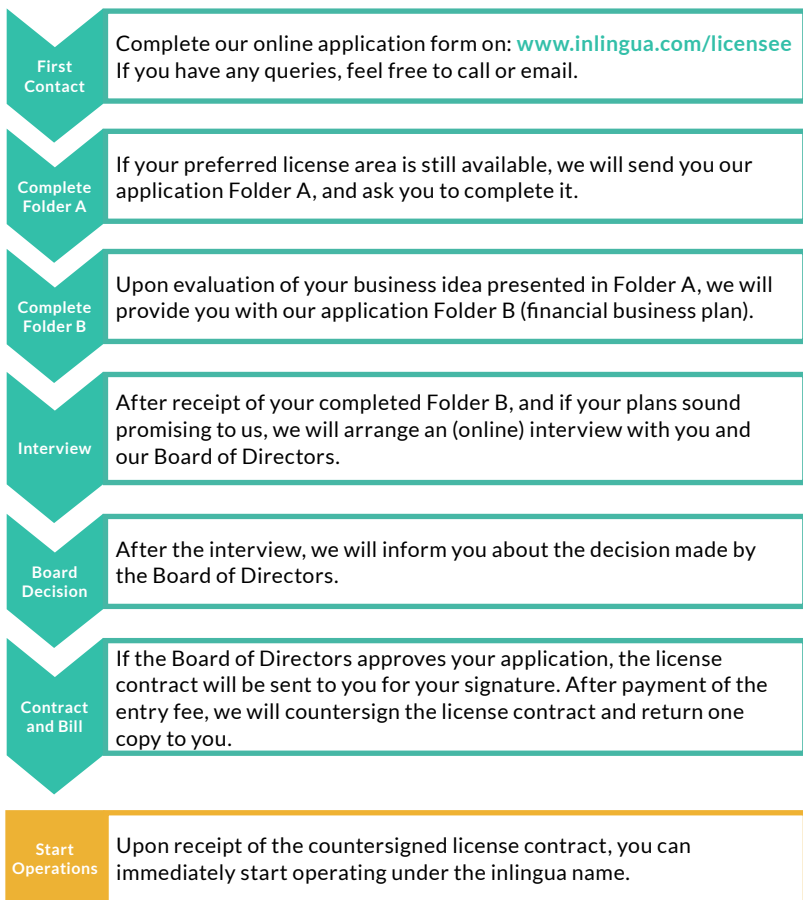 First
Contact
Complete our online application form on: www.inlingua.com/licensee
If you have any queries, feel free to call or email.
Complete
Folder A
If your preferred license area is still available, we will send you our
application Folder A, and ask you to complete it.
Complete
Folder B
Upon evaluation of your business idea presented in Folder A, we will
provide you with our application Folder B (financial business plan).
Interview
After receipt of your completed Folder B, and if your plans sound
promising to us, we will arrange an (online) interview with you and
our Board of Directors.
Board
Decision
After the interview, we will inform you about the decision made by
the Board of Directors.
Contract
and Bill
If the Board of Directors approves your application, the license
contract will be sent to you for your signature. After payment of the
entry fee, we will countersign the license contract and return one
copy to you.
Start
Operations
Upon receipt of the countersigned license contract, you can
immediately start operating under the inlingua name.